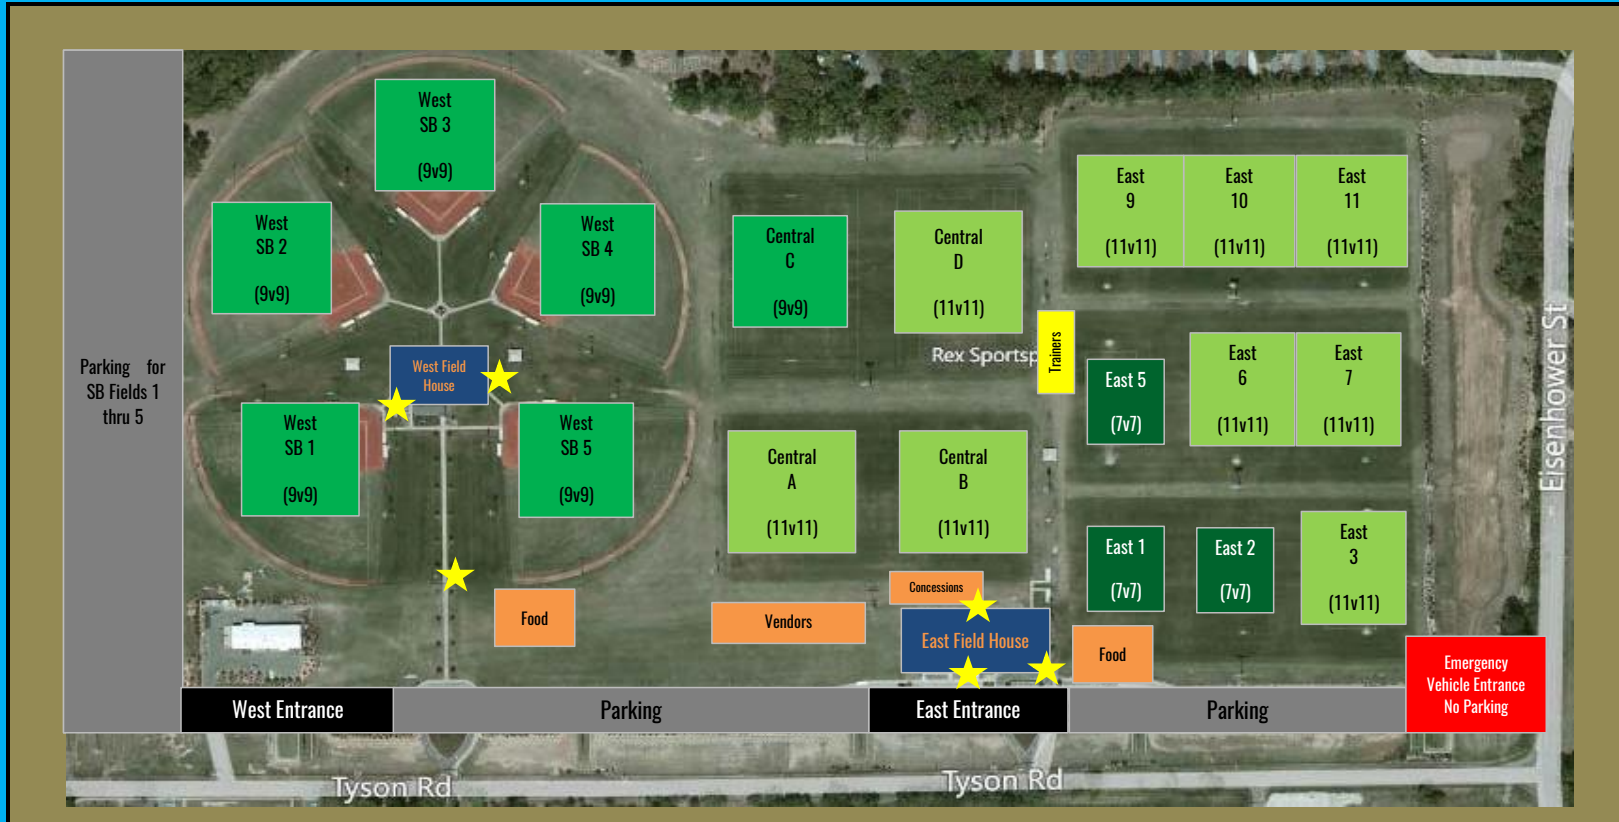 West
SB 3
(9v9)
West
SB 2
(9v9)
West
SB 4
(9v9)
Central
C
(9v9)
Central
D
(11v11)
East
9
(11v11)
East
10
(11v11)
East
11
(11v11)
Parking for
SB Fields 1
thru 5
West Field
House
Rex Sportsp
Trainers
East 5
(7v7)
East
6
(11v11)
East
7
(11v11)
Eisenhower St
West
SB 1
(9v9)
West
SB 5
(9v9)
Central
A
(11v11)
Central
B
(11v11)
East 1
(7v7)
East 2
(7v7)
East
3
(11v11)
Concessions
Food
Vendors
East Field House
Food
Emergency
Vehicle Entrance
No Parking
West Entrance
Parking
East Entrance
Parking
Tyson Rd
Tyson Rd